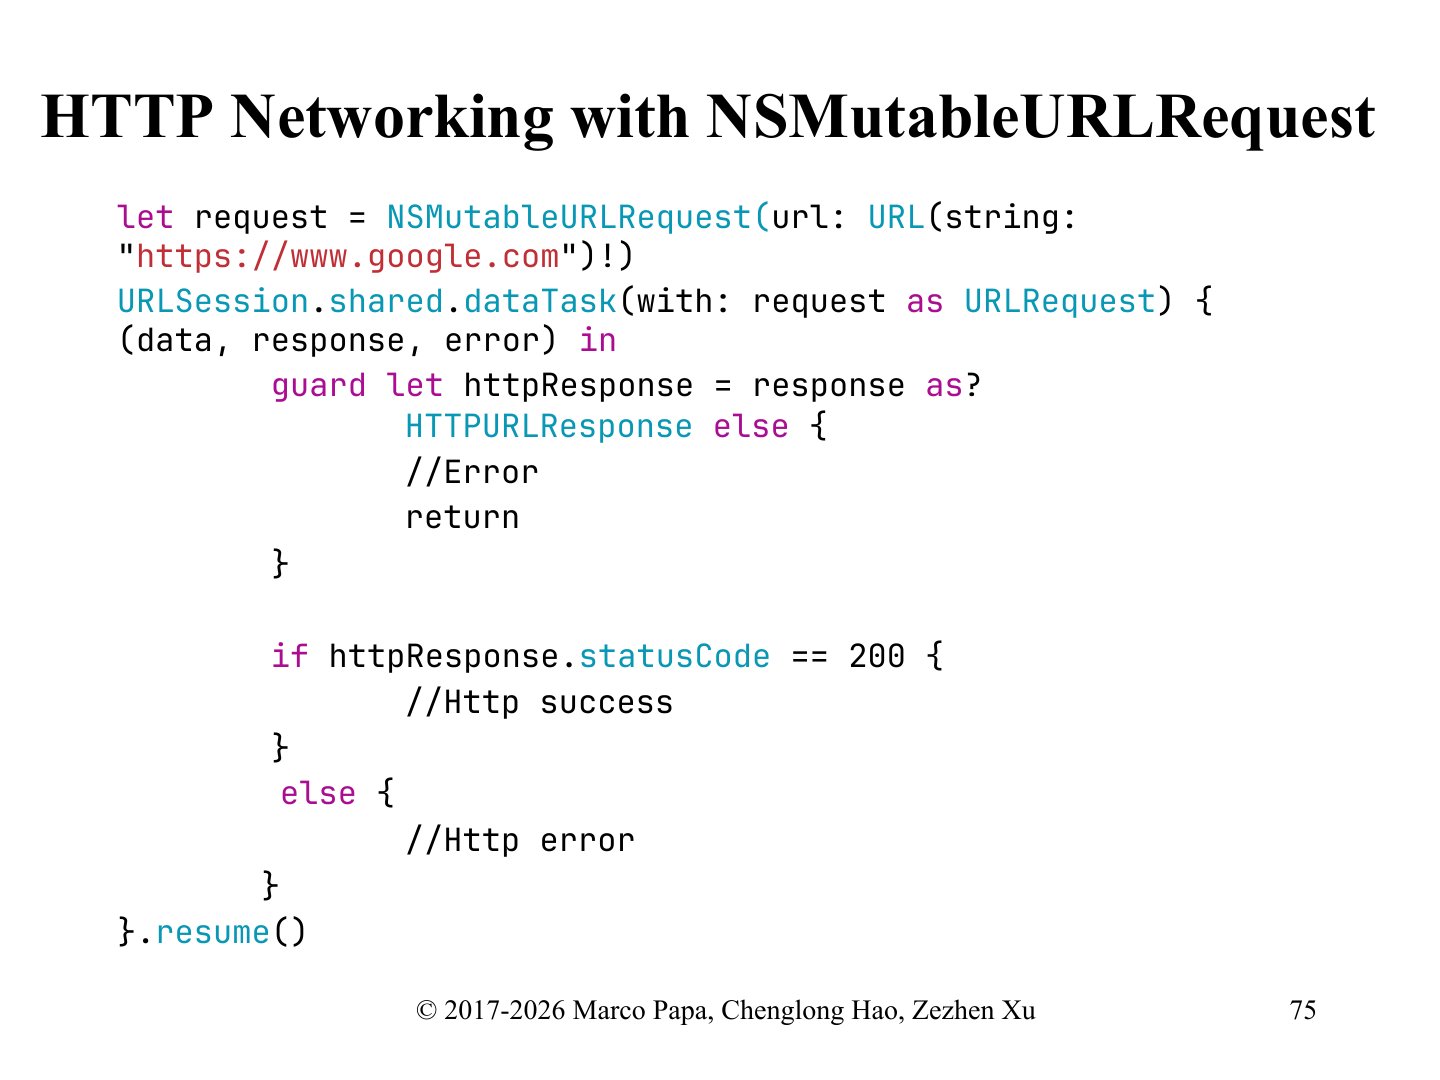 HTTP Networking with NSMutableURLRequest
let request = NSMutableURLRequest(url: URL(string:
"https://www.google.com")!)
URLSession.shared.dataTask(with: request as URLRequest) {
(data, response, error) in
guard let httpResponse = response as?
HTTPURLResponse else {
//Error
return
}
if httpResponse.statusCode == 200 {
//Http success
}
else {
//Http error
}
}.resume()
© 2017-2026 Marco Papa, Chenglong Hao, Zezhen Xu
75